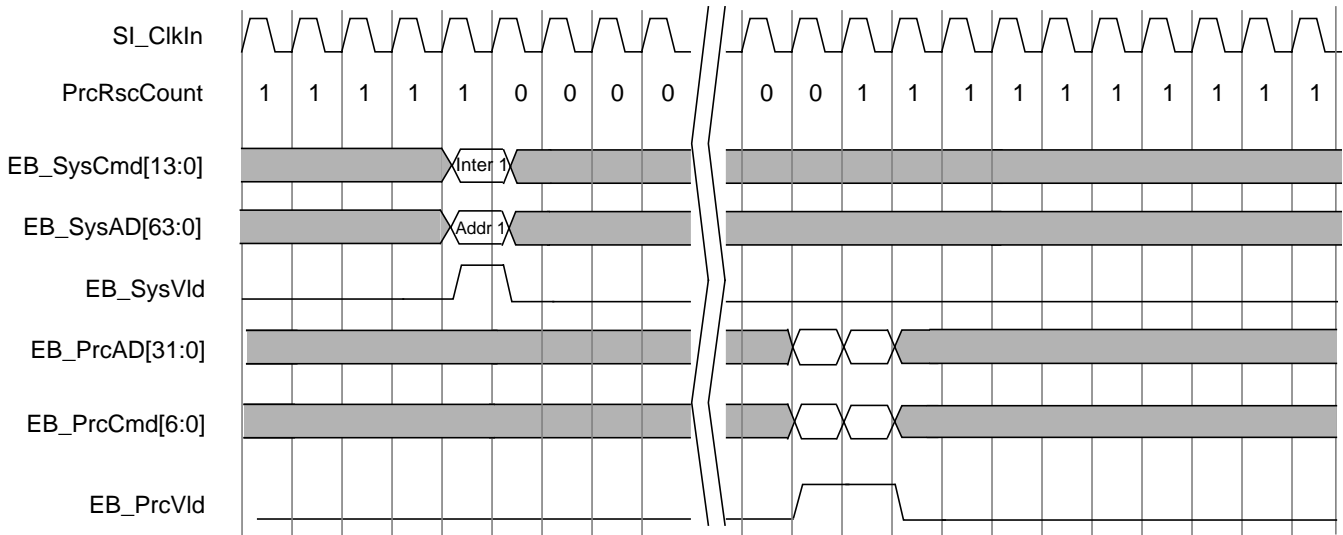 SI_ClkIn
PrcRscCount 1 1 1 1 1 0 0 0 0 0 0 1 1 1 1 1 1 1 1 1 1
EB_SysCmd[13:0] Inter 1
EB_SysAD[63:0] Addr 1
EB_SysVld
EB_PrcAD[31:0]
EB_PrcCmd[6:0]
EB_PrcVld